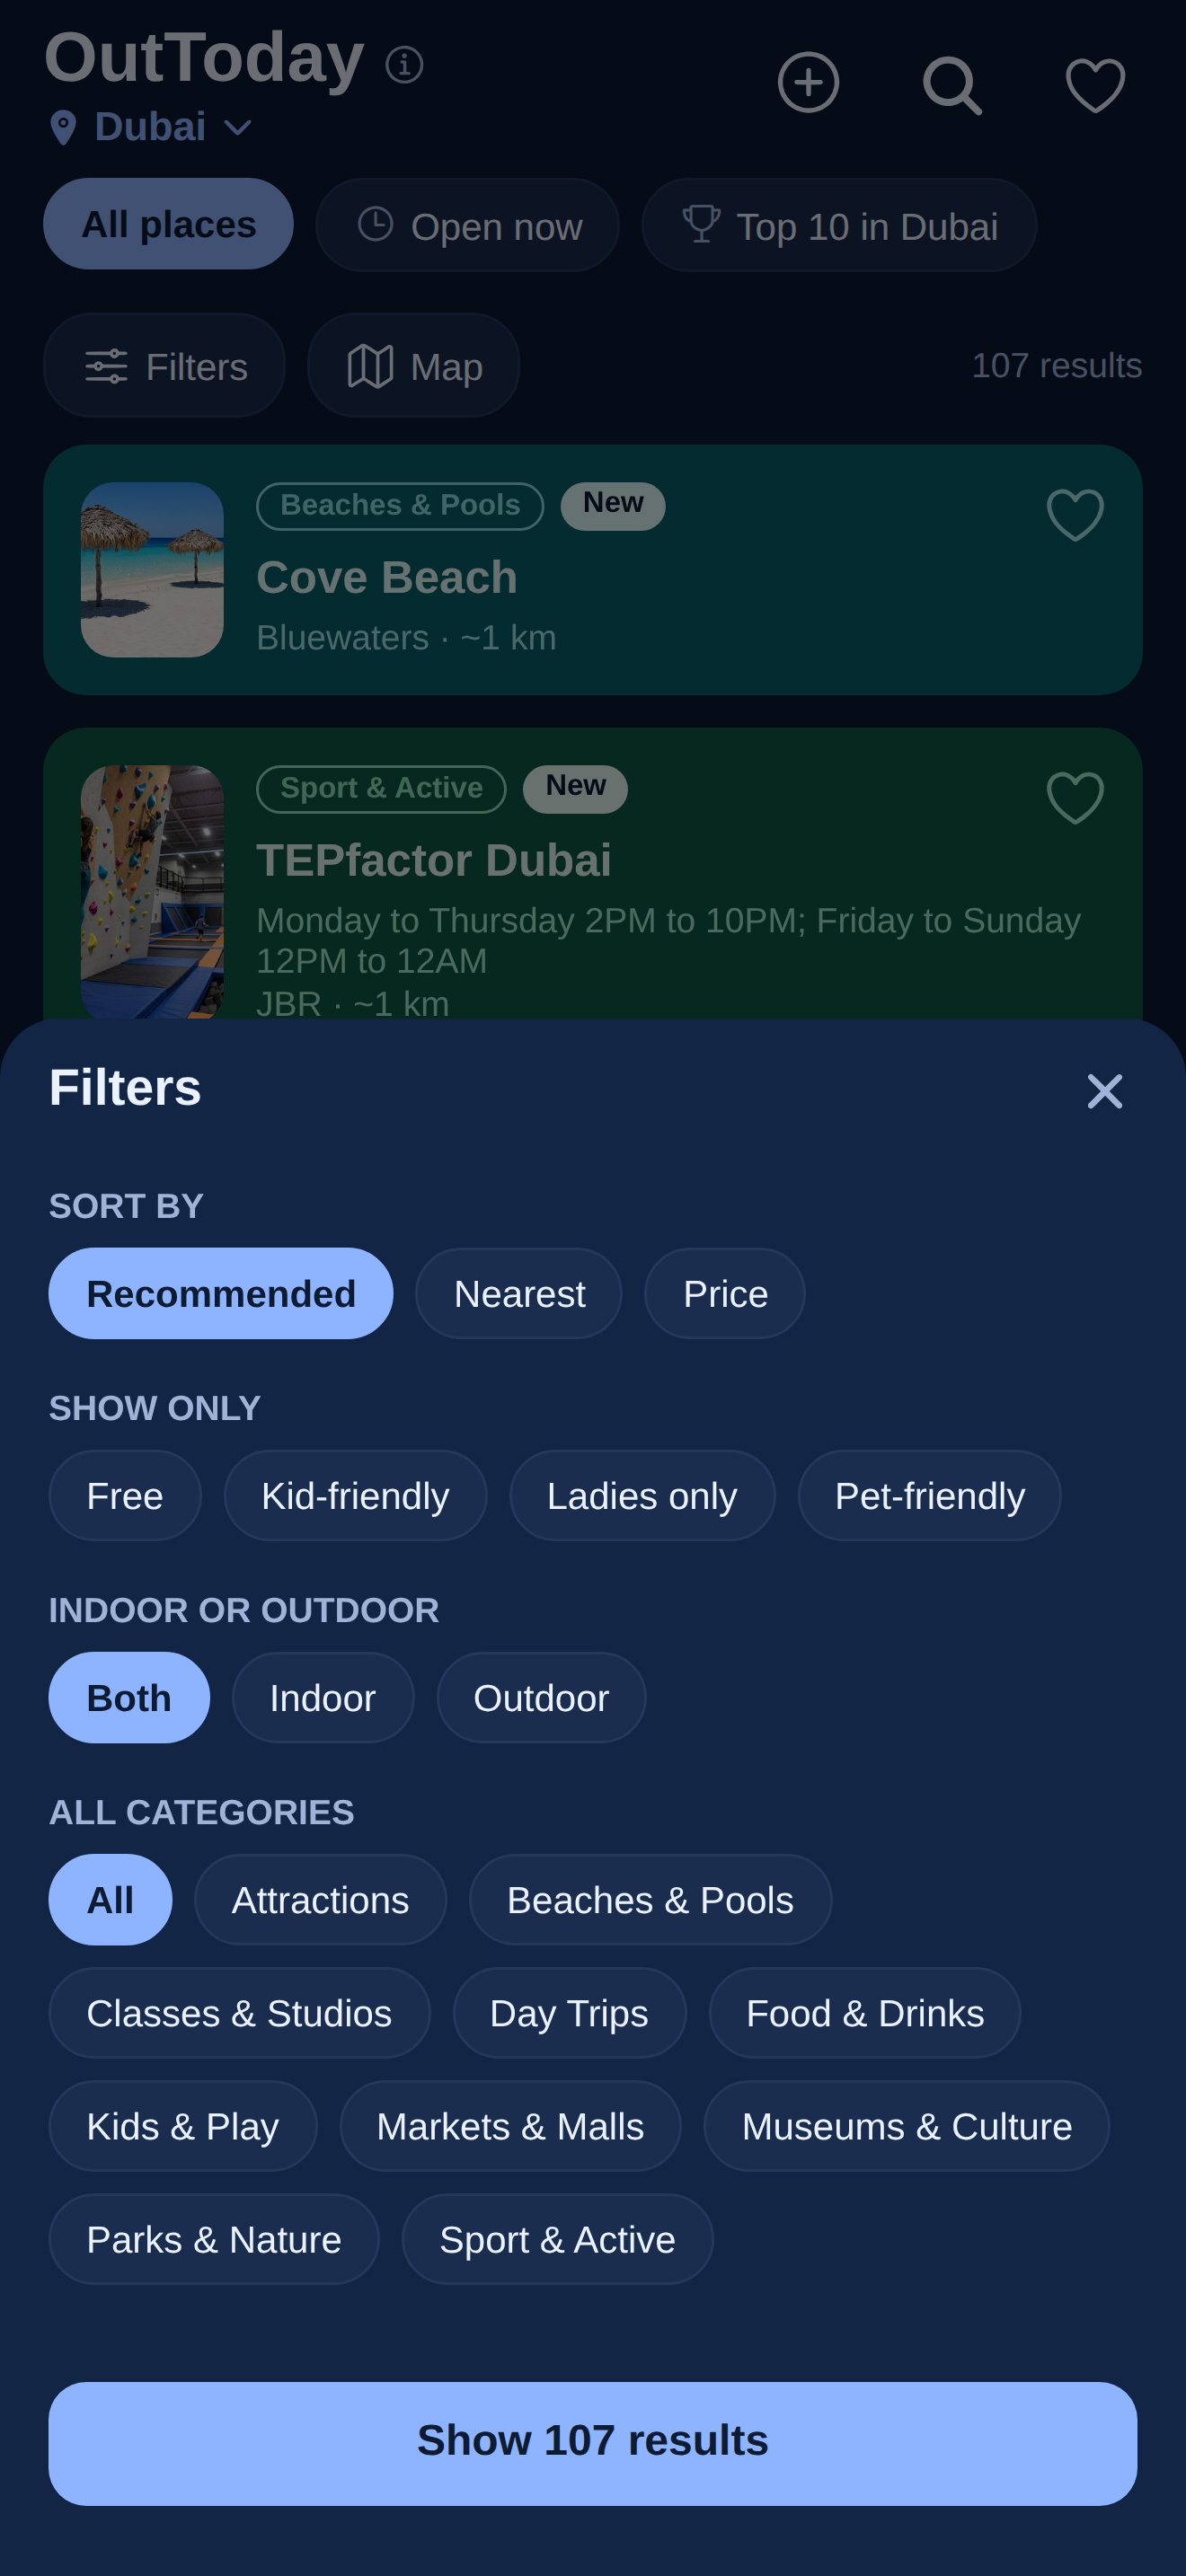 OutToday
Dubai
All places
Open now
Top 10 in Dubai
Filters
Map
107 results
Beaches & Pools
New
Cove Beach
Bluewaters · ~1 km
Sport & Active
New
TEPfactor Dubai
Monday to Thursday 2PM to 10PM; Friday to Sunday
12PM to 12AM
JBR · ~1 km
Filters
SORT BY
Recommended
Nearest
Price
SHOW ONLY
Free
Kid-friendly
Ladies only
Pet-friendly
INDOOR OR OUTDOOR
Both
Indoor
Outdoor
ALL CATEGORIES
All
Attractions
Beaches & Pools
Classes & Studios
Day Trips
Food & Drinks
Kids & Play
Markets & Malls
Museums & Culture
Parks & Nature
Sport & Active
Show 107 results